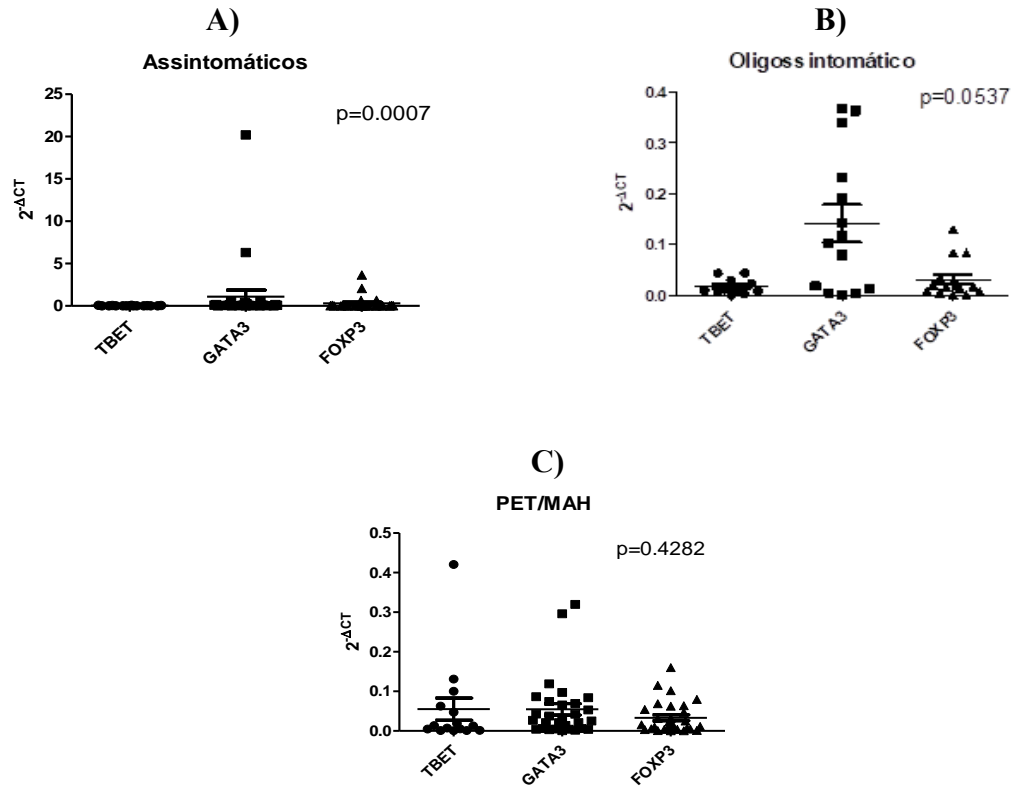 A)
Assintomáticos
p=0.0007
25
20
15
10
5
0
2-ΔCT
TBET
GATA3
FOXP3
B)
Oligoss intomático
p=0.0537
0.4
0.3
0.2
0.1
0.0
2-ΔCT
TBET
GATA3
FOXP3
C)
PET/MAH
p=0.4282
0.5
0.4
0.3
0.2
0.1
0.0
2-ΔCT
TBET
GATA3
FOXP3